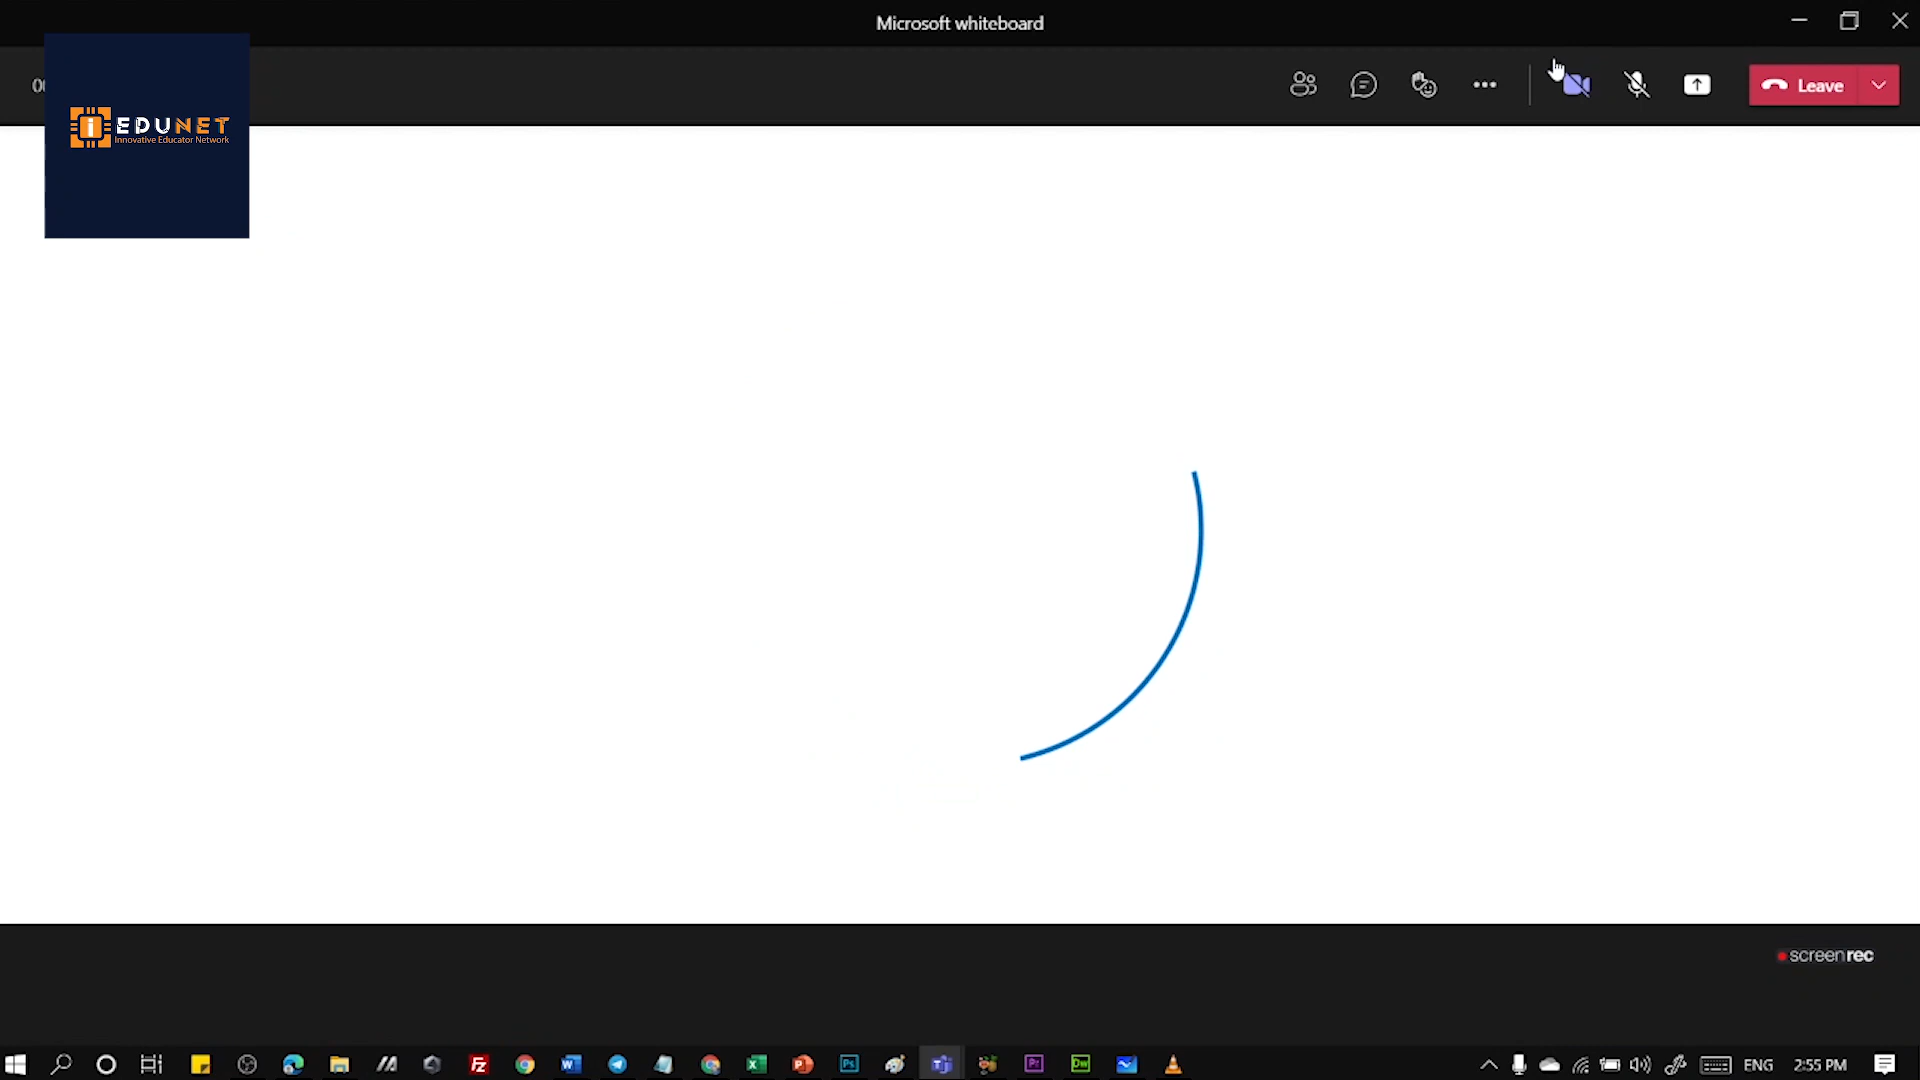 Microsoft whiteboard
Leave
i EDUNET
Innovative Educator Network
screenrec
ENG
2:55 PM